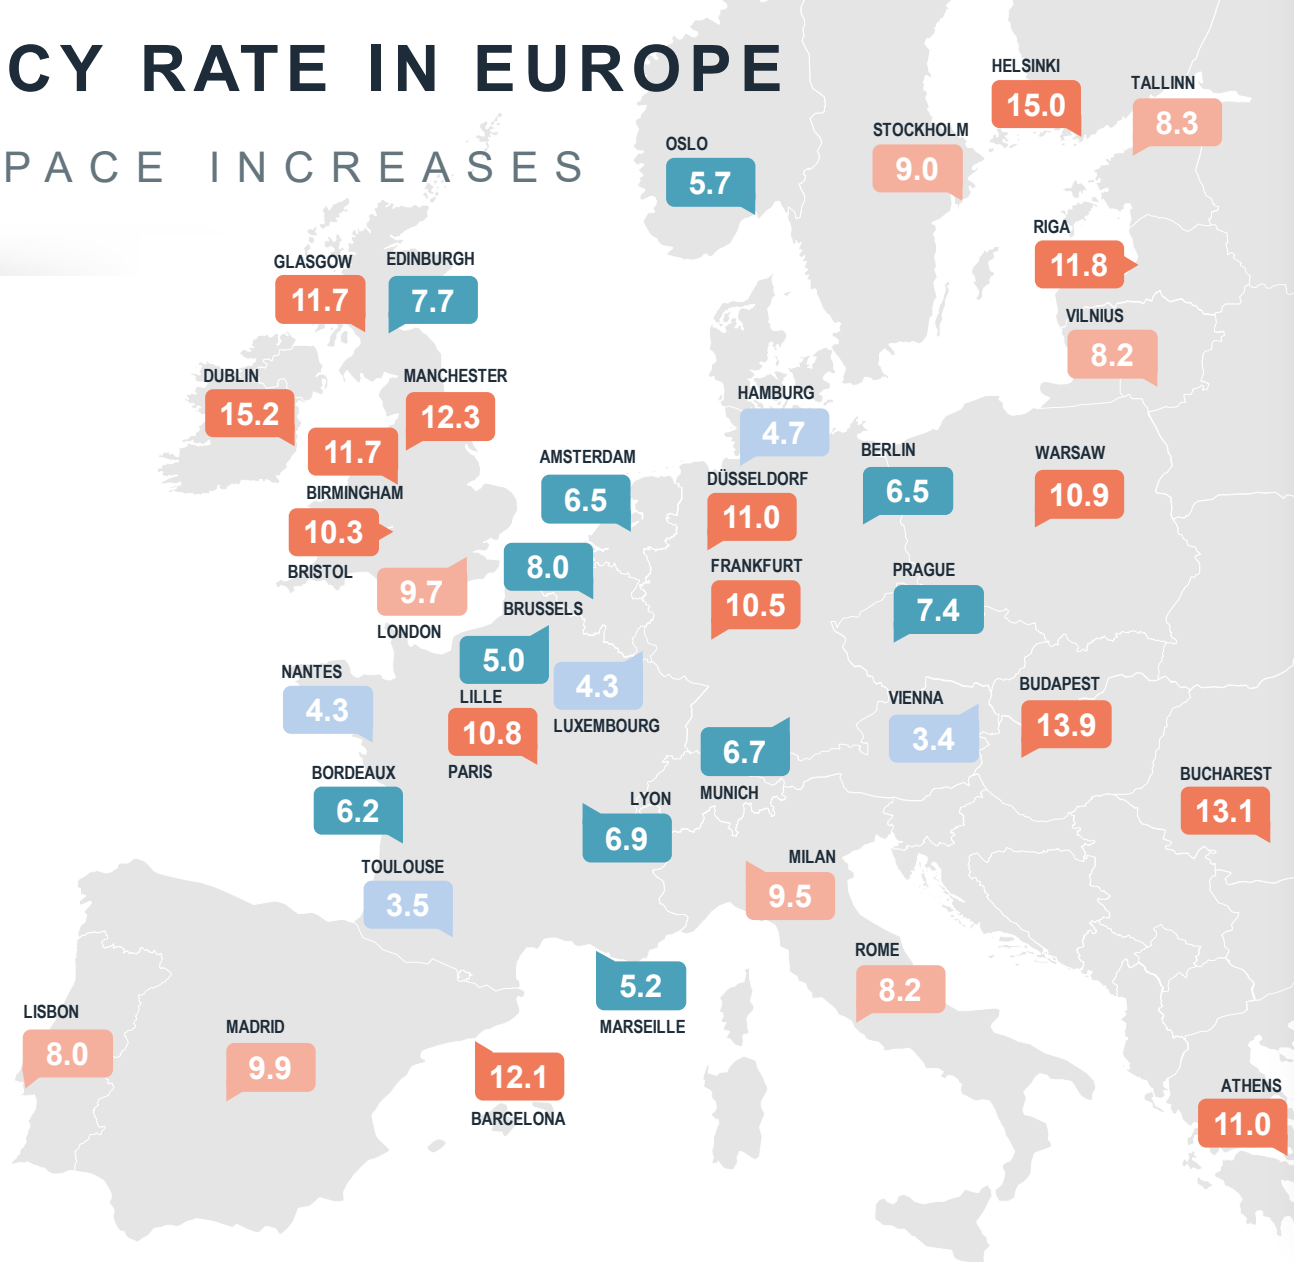 CY RATE IN EUROPE
PACE INCREASES
HELSINKI
15.0
TALLINN
8.3
STOCKHOLM
9.0
OSLO
5.7
RIGA
11.8
GLASGOW
11.7
EDINBURGH
7.7
VILNIUS
8.2
DUBLIN
15.2
MANCHESTER
12.3
HAMBURG
4.7
11.7
BIRMINGHAM
AMSTERDAM
6.5
BERLIN
6.5
WARSAW
10.9
DÜSSELDORF
11.0
10.3
BRISTOL
8.0
BRUSSELS
FRANKFURT
10.5
PRAGUE
7.4
9.7
LONDON
5.0
LILLE
4.3
LUXEMBOURG
NANTES
4.3
10.8
PARIS
VIENNA
3.4
BUDAPEST
13.9
6.7
MUNICH
BORDEAUX
6.2
LYON
6.9
BUCHAREST
13.1
TOULOUSE
3.5
MILAN
9.5
ROME
8.2
5.2
MARSEILLE
LISBON
8.0
MADRID
9.9
12.1
BARCELONA
ATHENS
11.0